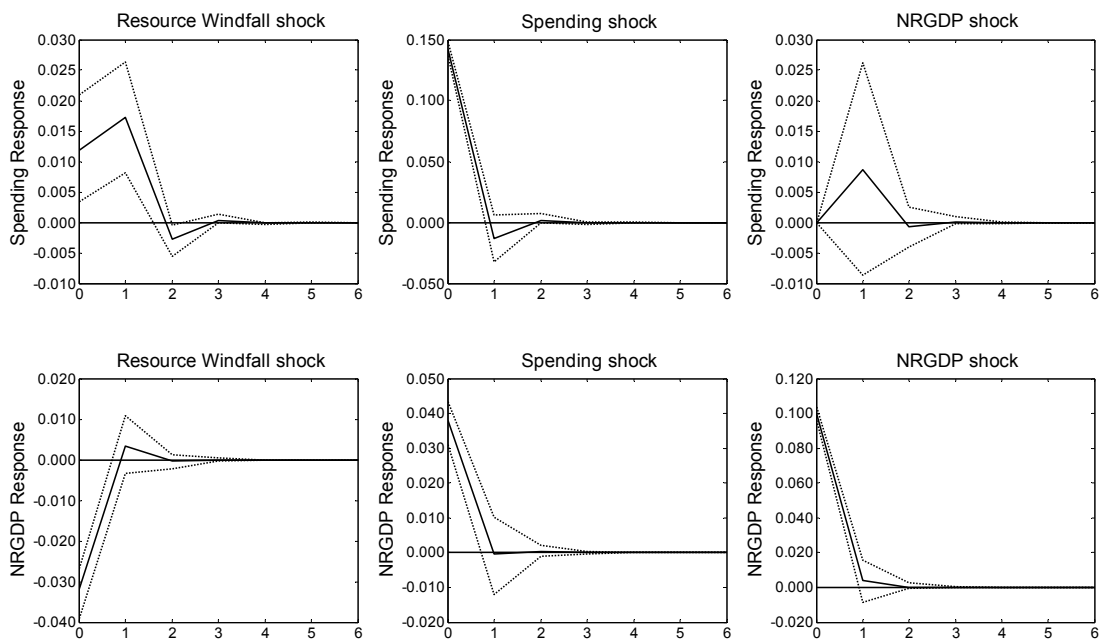 Resource Windfall shock
Spending Response
0.030
0.025
0.020
0.015
0.010
0.005
0.000
-0.005
-0.010
0 1 2 3 4 5 6
Spending shock
Spending Response
0.150
0.100
0.050
0.000
-0.050
0 1 2 3 4 5 6
NRGDP shock
Spending Response
0.030
0.025
0.020
0.015
0.010
0.005
0.000
-0.005
-0.010
0 1 2 3 4 5 6
Resource Windfall shock
NRGDP Response
0.020
0.010
0.000
-0.010
-0.020
-0.030
-0.040
0 1 2 3 4 5 6
Spending shock
NRGDP Response
0.050
0.040
0.030
0.020
0.010
0.000
-0.010
-0.020
0 1 2 3 4 5 6
NRGDP shock
NRGDP Response
0.120
0.100
0.080
0.060
0.040
0.020
0.000
-0.020
0 1 2 3 4 5 6